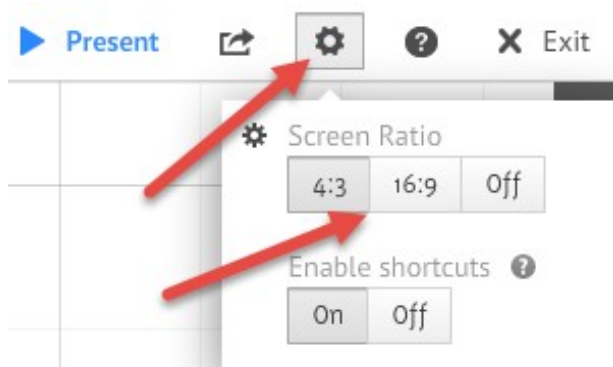 Present Exit
Screen Ratio
4:3 16:9 Off
Enable shortcuts
On Off